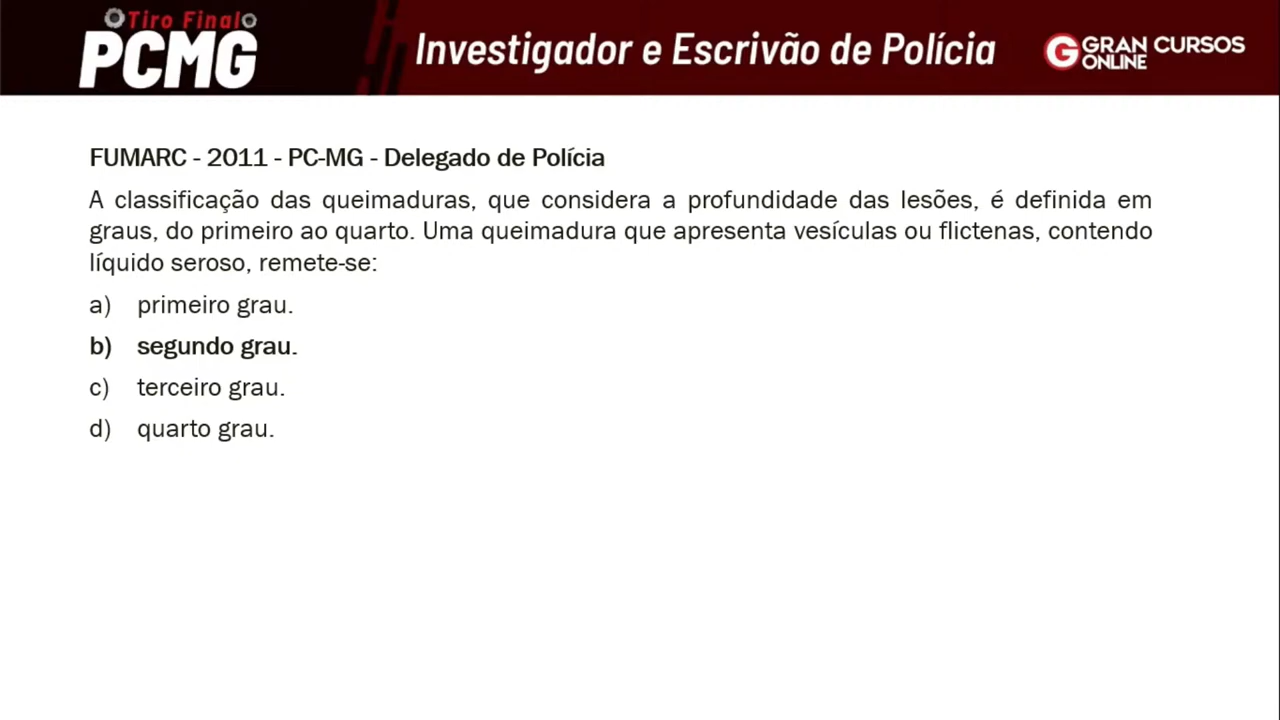 Tiro Final
PCMG
Investigador e Escrivão de Polícia
G GRAN CURSOS
ONLINE
FUMARC - 2011 - PC-MG - Delegado de Polícia
A classificação das queimaduras, que considera a profundidade das lesões, é definida em
graus, do primeiro ao quarto. Uma queimadura que apresenta vesículas ou flictenas, contendo
líquido seroso, remete-se:
a) primeiro grau.
b) segundo grau.
c) terceiro grau.
d) quarto grau.